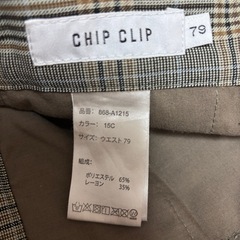 CHIP CLIP
79
品番: 868-A1215
カラー: 15C
サイズ: ウエスト 79
組成:
ポリエステル 65%
レーヨン 35%